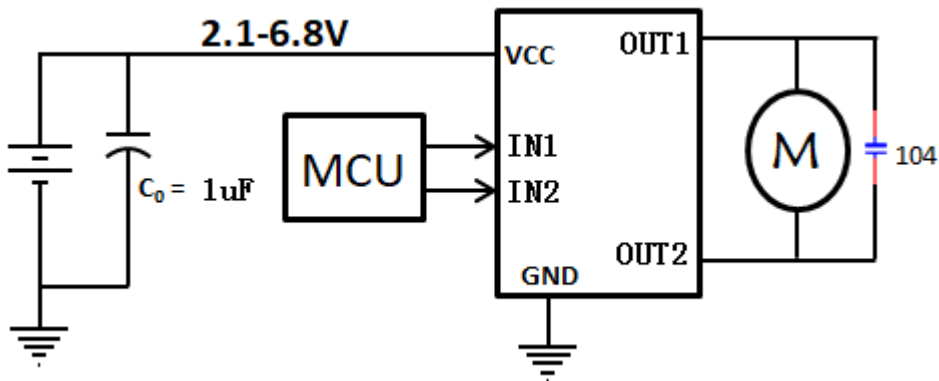 2.1-6.8V
VCC
OUT1
IN1
MCU
M
104
IN2
C₀ = 1uF
OUT2
GND